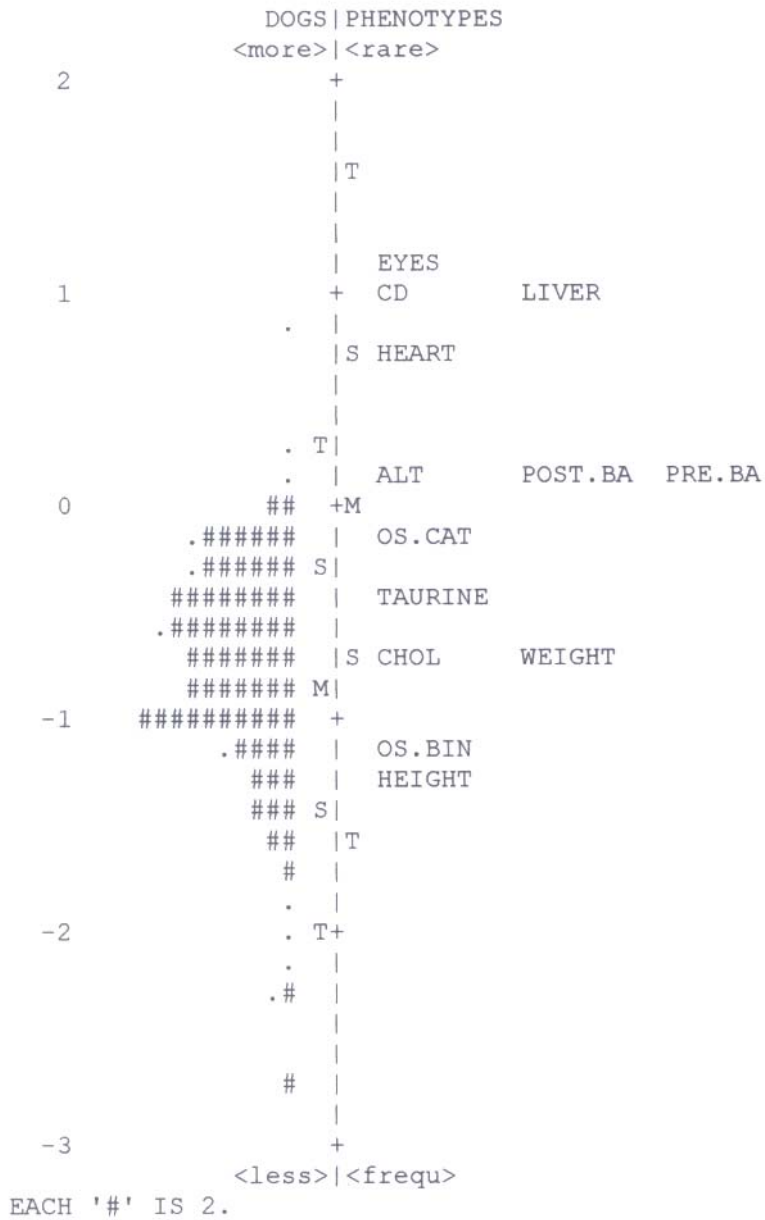 DOGS|PHENOTYPES
<more>|<rare>
2 +
|
|
|T
|
|
| EYES
1 + CD LIVER
. |
|S HEART
|
|
. T|
. | ALT POST.BA PRE.BA
0 ## +M
.###### | OS.CAT
.###### S|
######## | TAURINE
.######## |
####### |S CHOL WEIGHT
####### M|
-1 ########## +
.#### | OS.BIN
### | HEIGHT
### S|
## |T
# |
. |
-2 . T+
. |
.# |
|
|
# |
|
-3 +
<less>|<frequ>
EACH '#' IS 2.